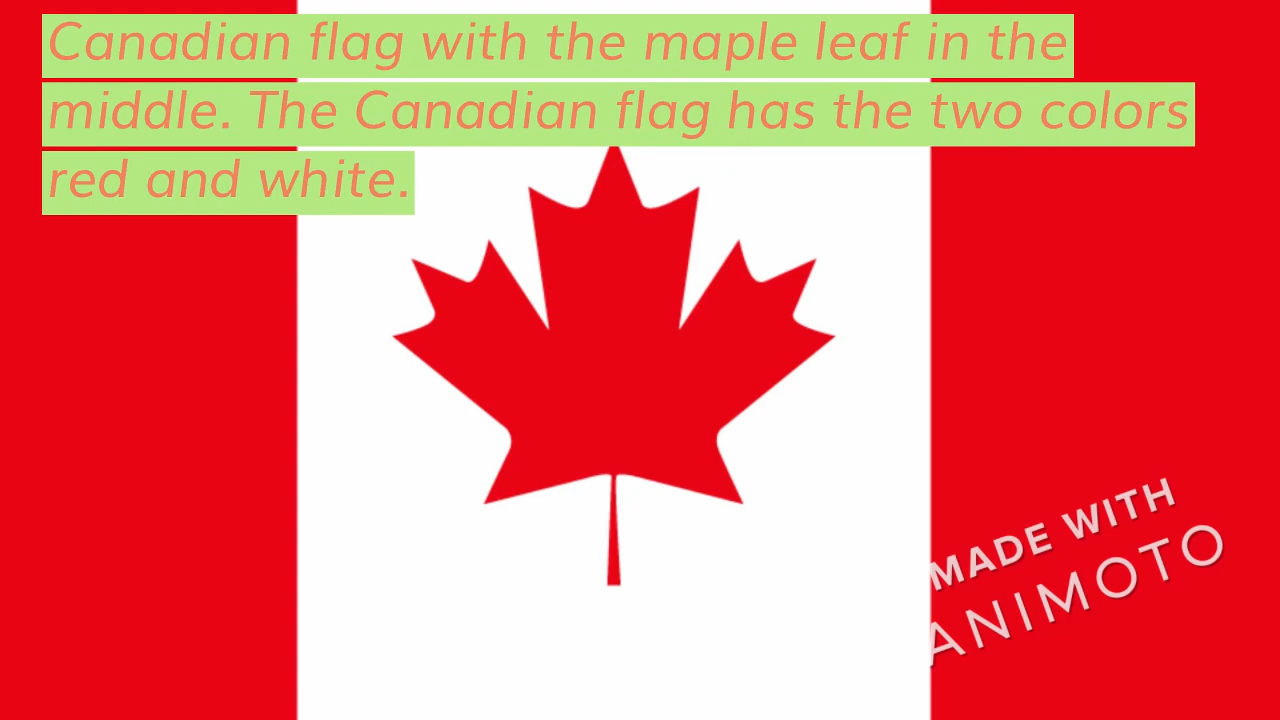 Canadian flag with the maple leaf in the
middle. The Canadian flag has the two colors
red and white.
MADE WITH
ANIMOTO